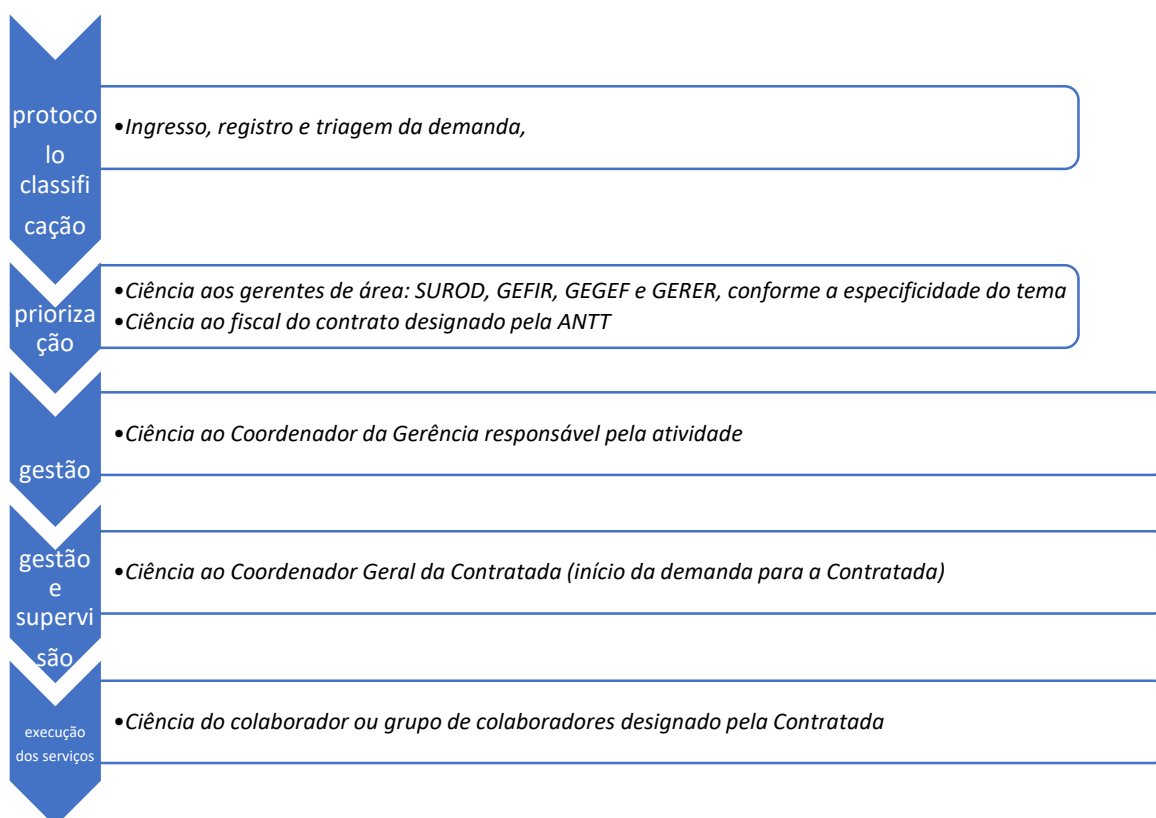 protoco
lo
classifi
cação
•Ingresso, registro e triagem da demanda,
prioriza
ção
•Ciência aos gerentes de área: SUROD, GEFIR, GEGEF e GERER, conforme a especificidade do tema
•Ciência ao fiscal do contrato designado pela ANTT
gestão
•Ciência ao Coordenador da Gerência responsável pela atividade
gestão
e
supervi
são
•Ciência ao Coordenador Geral da Contratada (início da demanda para a Contratada)
execução
dos serviços
•Ciência do colaborador ou grupo de colaboradores designado pela Contratada